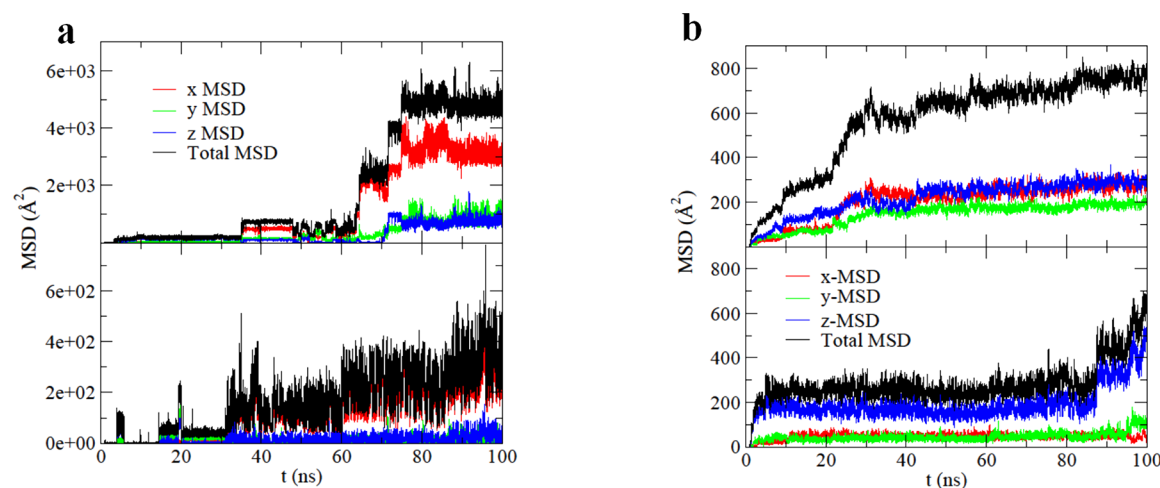 a
6e+03
4e+03
2e+03
x MSD
y MSD
z MSD
Total MSD
MSD (Å²)
6e+02
4e+02
2e+02
0e+00
0 20 40 60 80 100
t (ns)
b
800
600
400
200
MSD (Å²)
800
600
400
200
0
x-MSD
y-MSD
z-MSD
Total MSD
0 20 40 60 80 100
t (ns)